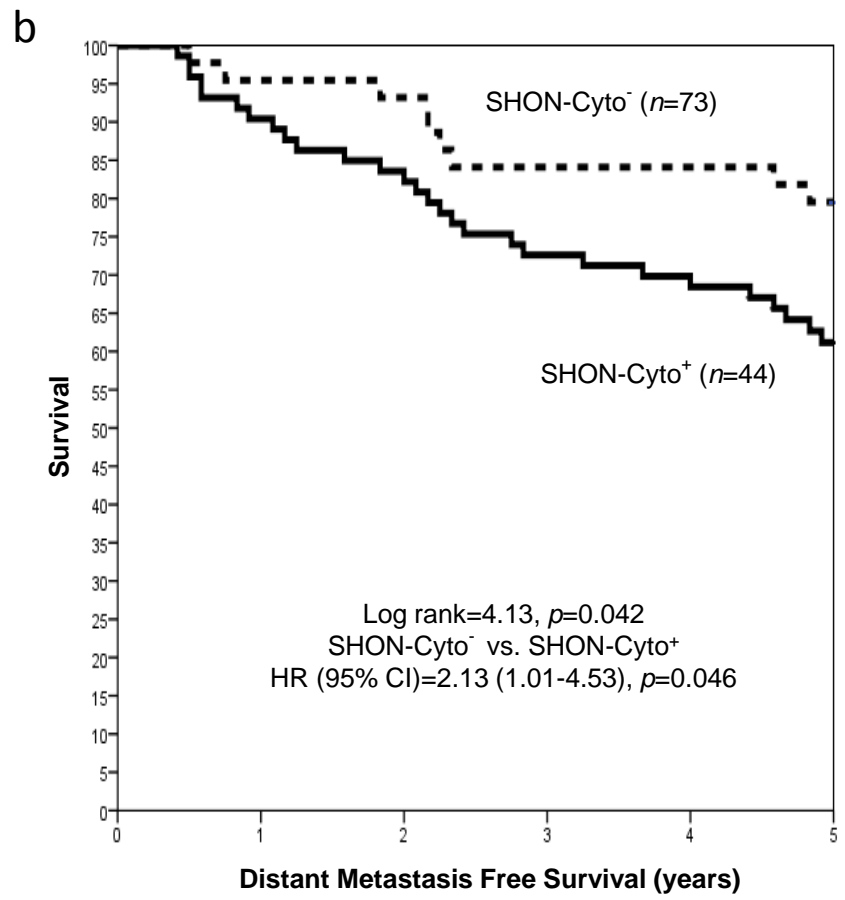 b
100
95
90
85
80
75
70
65
60
55
50
45
40
35
30
25
20
15
10
5
0
Survival
SHON-Cyto⁻ (n=73)
SHON-Cyto⁺ (n=44)
Log rank=4.13, p=0.042
SHON-Cyto⁻ vs. SHON-Cyto⁺
HR (95% CI)=2.13 (1.01-4.53), p=0.046
0 1 2 3 4 5
Distant Metastasis Free Survival (years)